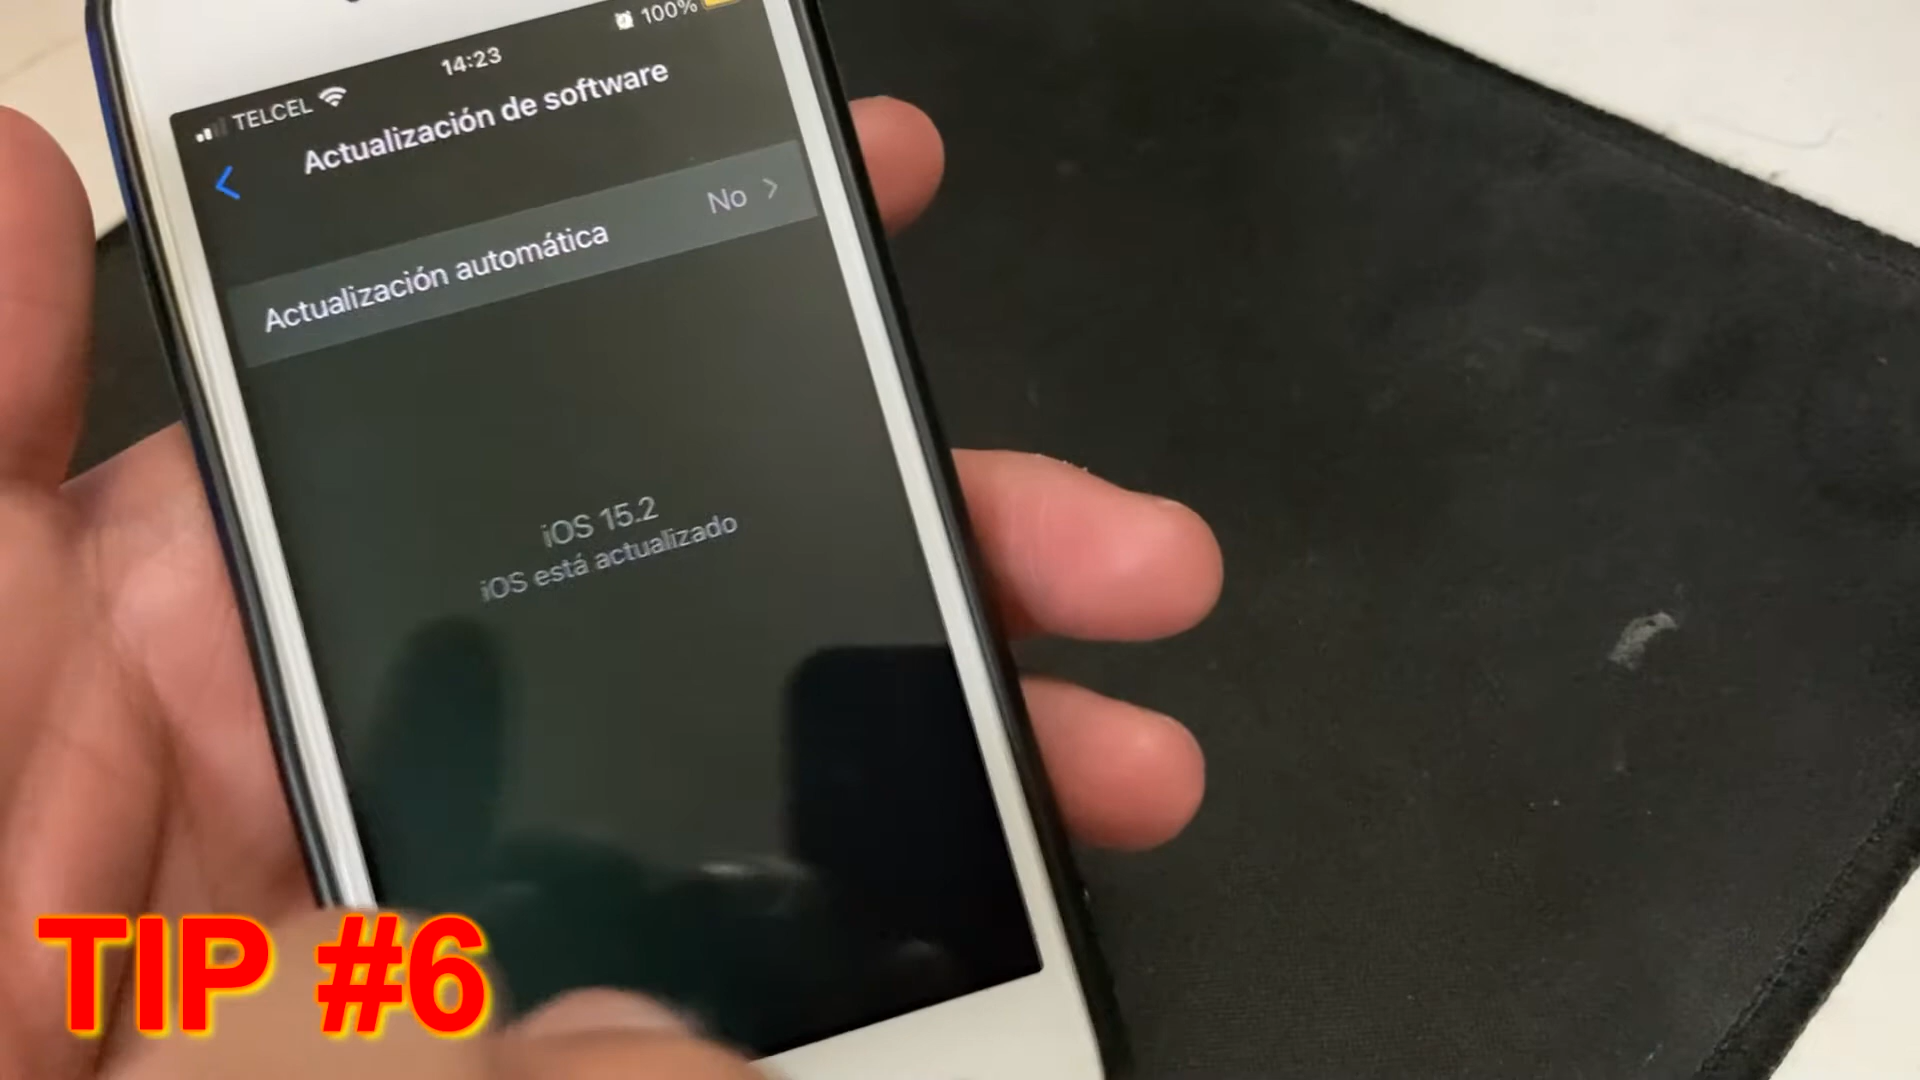 TELCEL 14:23 100%
Actualización de software
Actualización automática No
iOS 15.2
iOS está actualizado
TIP #6